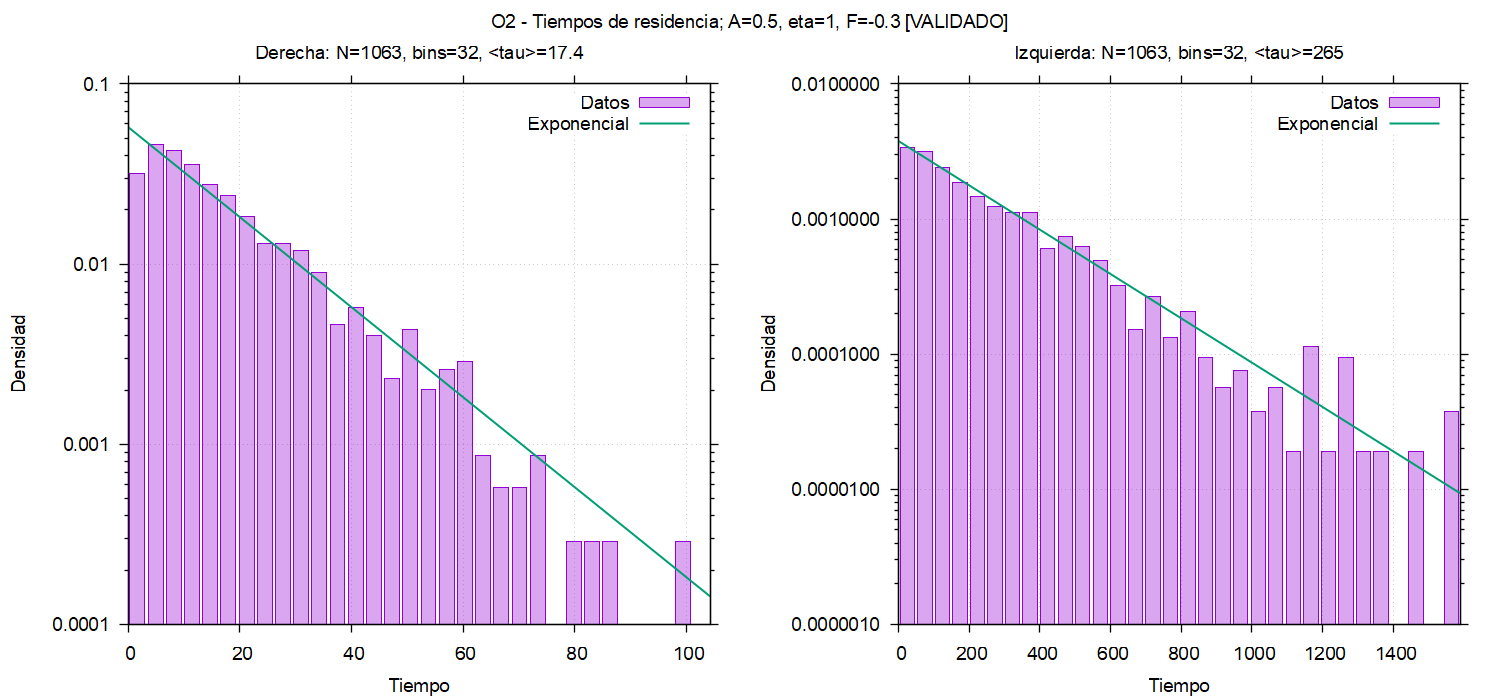 O2 - Tiempos de residencia; A=0.5, eta=1, F=-0.3 [VALIDADO]
Derecha: N=1063, bins=32, <tau>=17.4
Datos
Exponencial
0.1
0.01
0.001
0.0001
Densidad
0 20 40 60 80 100
Tiempo
Izquierda: N=1063, bins=32, <tau>=265
Datos
Exponencial
0.0100000
0.0010000
0.0001000
0.0000100
0.0000010
Densidad
0 200 400 600 800 1000 1200 1400
Tiempo